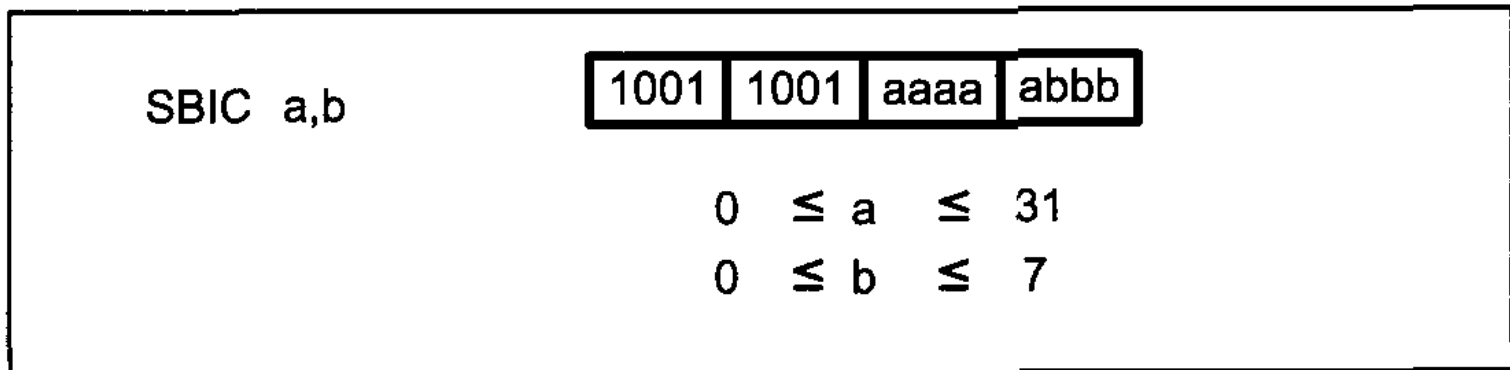 SBIC a,b 1001 1001 aaaa abbb
0 ≤ a ≤ 31
0 ≤ b ≤ 7